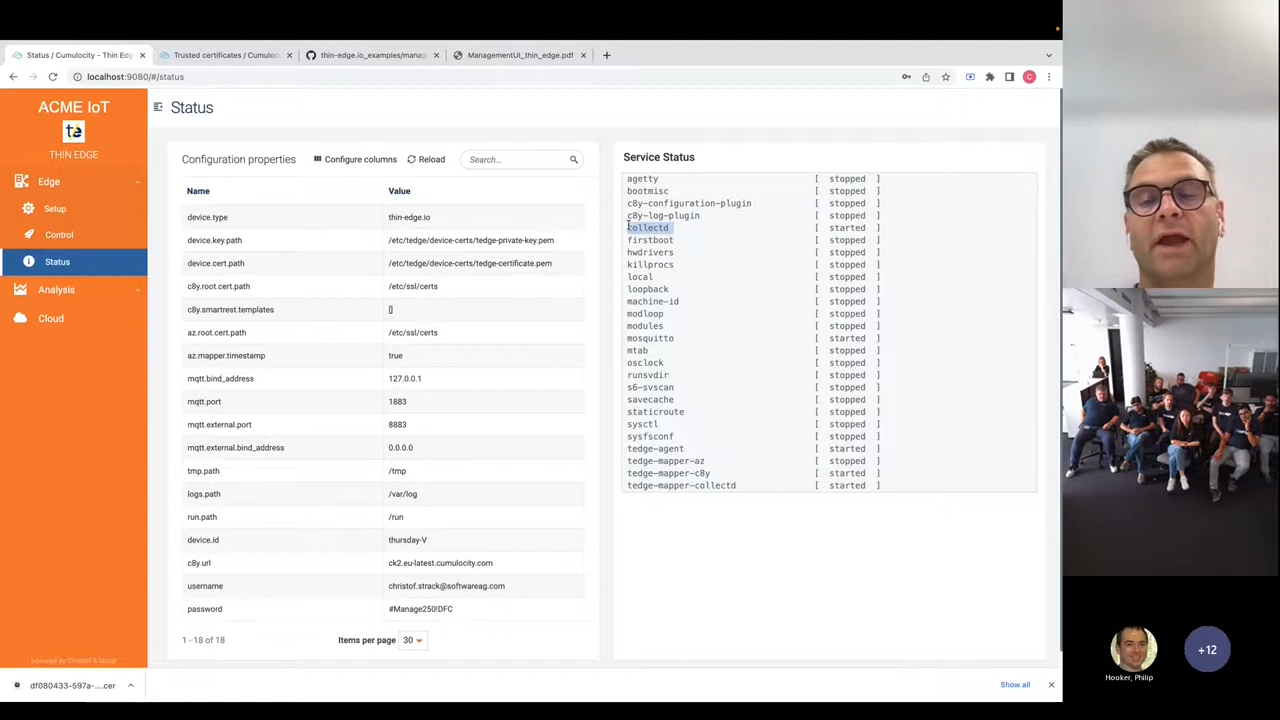 Status / Cumulocity - Thin Edg
Trusted certificates / Cumuloc
thin-edge.io_examples/manag
ManagementUI_thin_edge.pdf
localhost:9080/#/status
C
ACME IoT
te
THIN EDGE
Edge
Setup
Control
Status
Analysis
Cloud
powered by Christof & Murat
Status
Configuration properties
Configure columns
Reload
Search...
Name Value
device.type thin-edge.io
device.key.path /etc/tedge/device-certs/tedge-private-key.pem
device.cert.path /etc/tedge/device-certs/tedge-certificate.pem
c8y.root.cert.path /etc/ssl/certs
c8y.smartrest.templates []
az.root.cert.path /etc/ssl/certs
az.mapper.timestamp true
mqtt.bind_address 127.0.0.1
mqtt.port 1883
mqtt.external.port 8883
mqtt.external.bind_address 0.0.0.0
tmp.path /tmp
logs.path /var/log
run.path /run
device.id thursday-V
c8y.url ck2.eu-latest.cumulocity.com
username christof.strack@softwareag.com
password #Manage250!DFC
1 - 18 of 18
Items per page 30
Service Status
agetty [ stopped ]
bootmisc [ stopped ]
c8y-configuration-plugin [ stopped ]
c8y-log-plugin [ stopped ]
collectd [ started ]
firstboot [ stopped ]
hwdrivers [ stopped ]
killprocs [ stopped ]
local [ stopped ]
loopback [ stopped ]
machine-id [ stopped ]
modloop [ stopped ]
modules [ stopped ]
mosquitto [ started ]
mtab [ stopped ]
osclock [ stopped ]
runsvdir [ stopped ]
s6-svscan [ stopped ]
savecache [ stopped ]
staticroute [ stopped ]
sysctl [ stopped ]
sysfsconf [ stopped ]
tedge-agent [ started ]
tedge-mapper-az [ stopped ]
tedge-mapper-c8y [ started ]
tedge-mapper-collectd [ started ]
df080433-597a-....cer
Show all
Hooker, Philip
+12